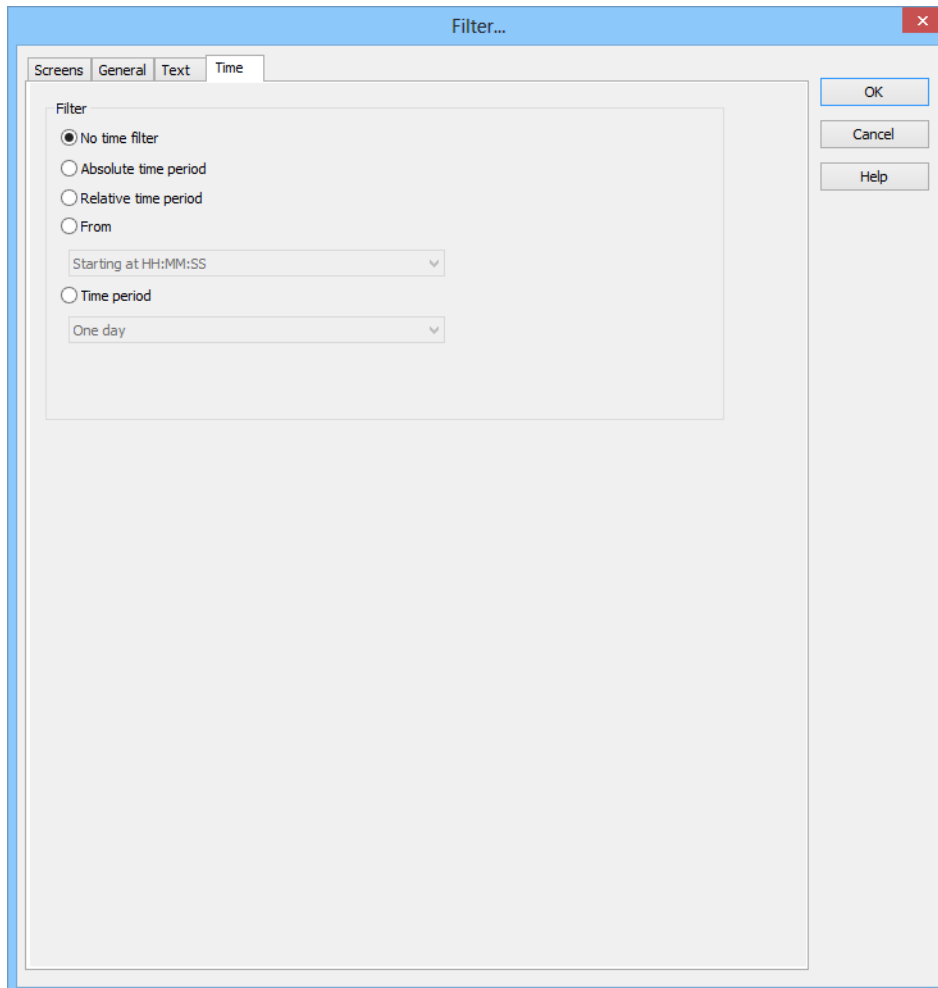 Filter...
Screens General Text Time
Filter
No time filter
Absolute time period
Relative time period
From
Starting at HH:MM:SS
Time period
One day
OK
Cancel
Help